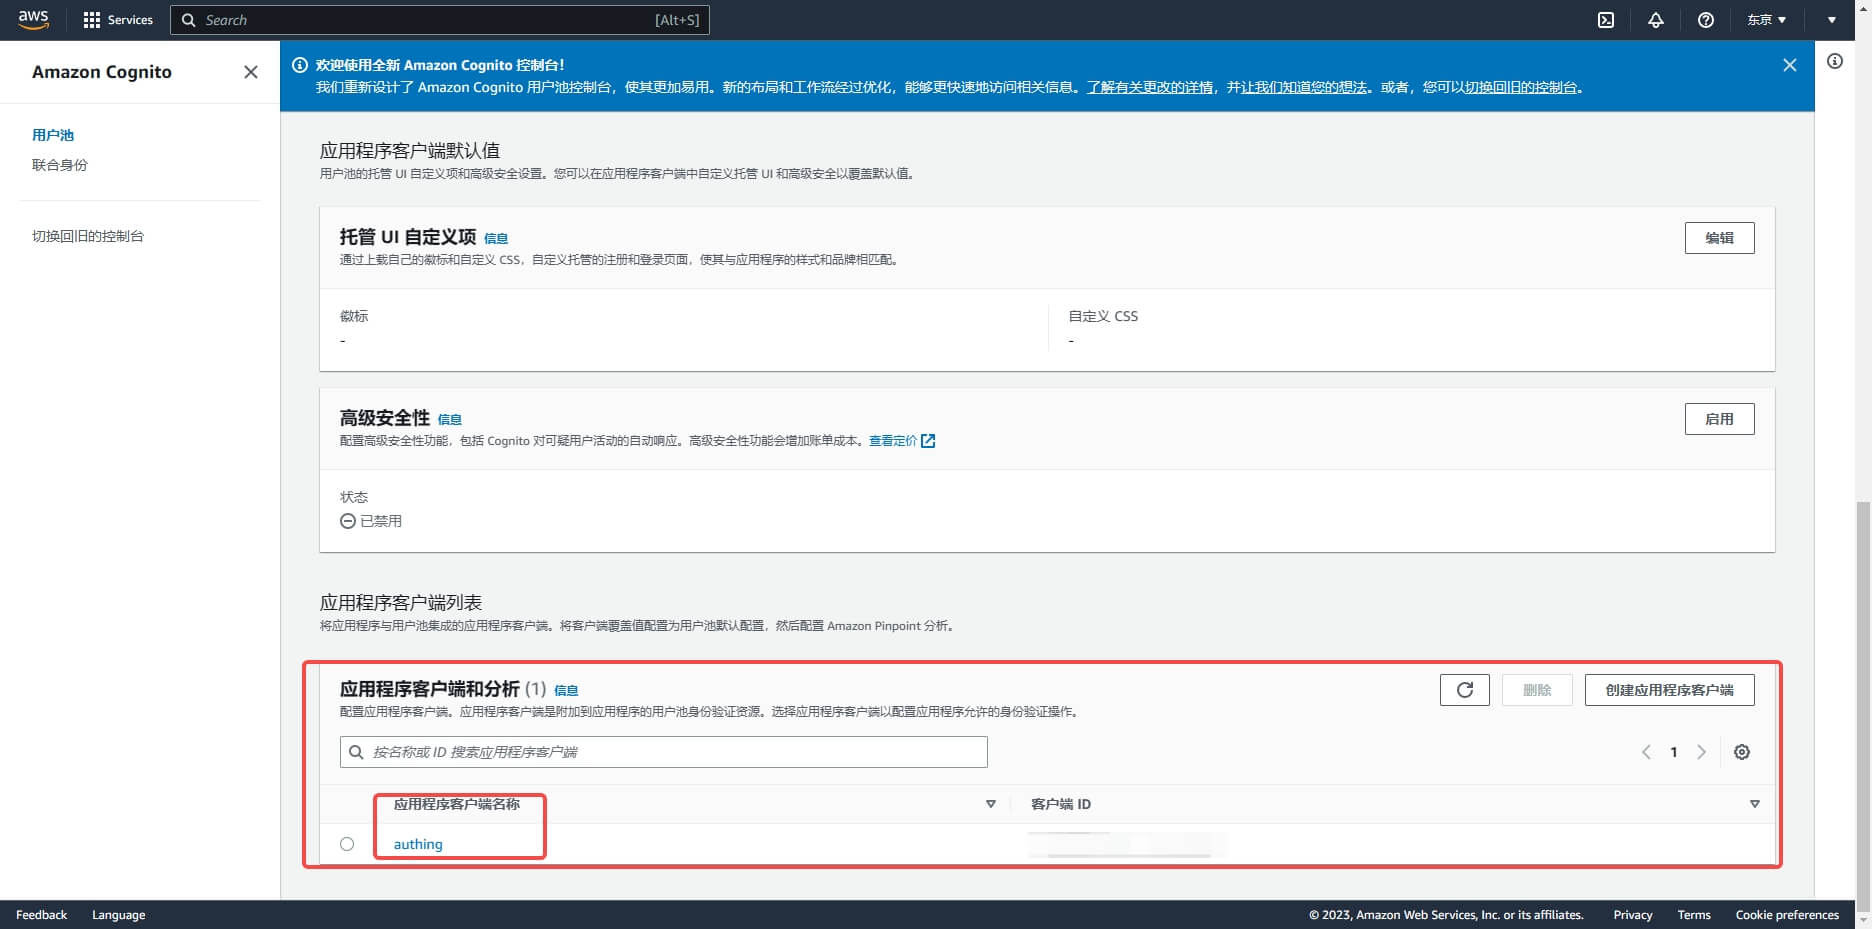 aws
Services
Search
[Alt+S]
东京
Amazon Cognito
用户池
联合身份
切换回旧的控制台
欢迎使用全新 Amazon Cognito 控制台！
我们重新设计了 Amazon Cognito 用户池控制台，使其更加易用。新的布局和工作流经过优化，能够更快速地访问相关信息。了解有关更改的详情，并让我们知道您的想法。或者，您可以切换回旧的控制台。
应用程序客户端默认值
用户池的托管 UI 自定义项和高级安全设置。您可以在应用程序客户端中自定义托管 UI 和高级安全以覆盖默认值。
托管 UI 自定义项 信息
编辑
通过上载自己的徽标和自定义 CSS，自定义托管的注册和登录页面，使其与应用程序的样式和品牌相匹配。
徽标
-
自定义 CSS
-
高级安全性 信息
启用
配置高级安全性功能，包括 Cognito 对可疑用户活动的自动响应。高级安全性功能会增加账单成本。查看定价
状态
已禁用
应用程序客户端列表
将应用程序与用户池集成的应用程序客户端。将客户端覆盖值配置为用户池默认配置，然后配置 Amazon Pinpoint 分析。
应用程序客户端和分析 (1) 信息
删除
创建应用程序客户端
配置应用程序客户端。应用程序客户端是附加到应用程序的用户池身份验证资源。选择应用程序客户端以配置应用程序允许的身份验证操作。
按名称或 ID 搜索应用程序客户端
1
应用程序客户端名称
客户端 ID
authing
Feedback
Language
© 2023, Amazon Web Services, Inc. or its affiliates.
Privacy
Terms
Cookie preferences